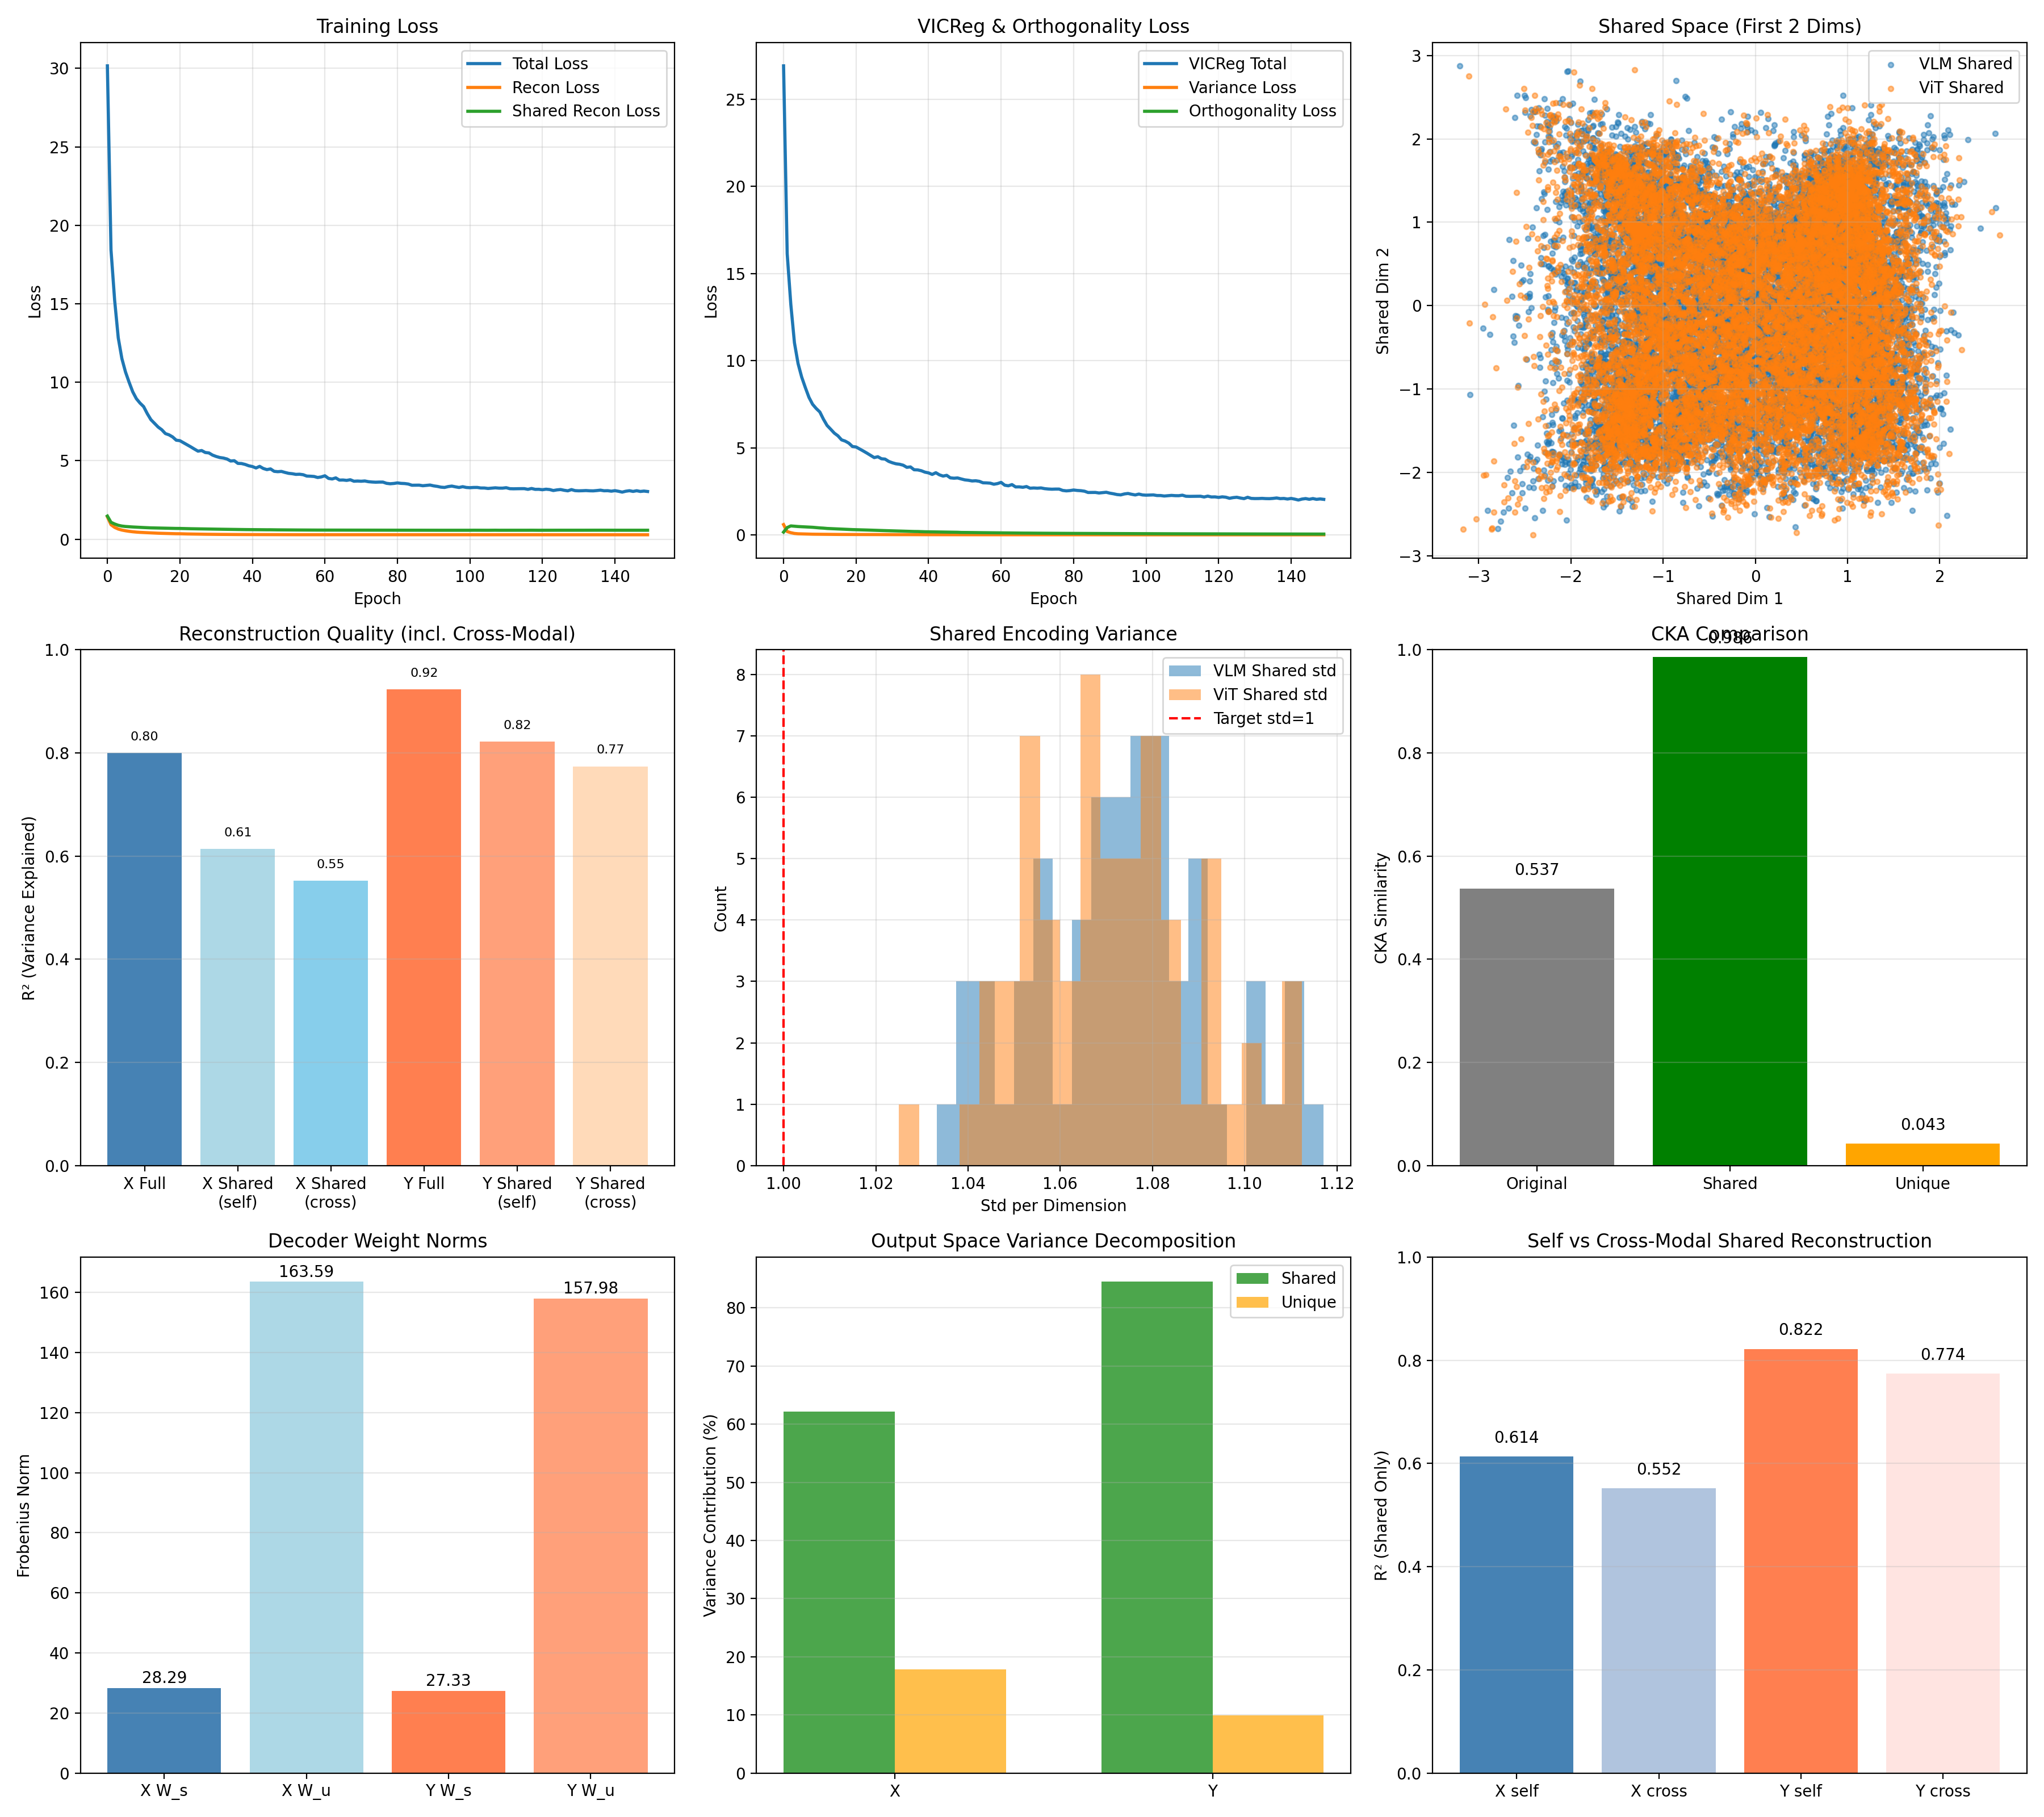 Training Loss
30
25
20
15
10
5
0
Loss
0 20 40 60 80 100 120 140
Epoch
Total Loss
Recon Loss
Shared Recon Loss
VICReg & Orthogonality Loss
25
20
15
10
5
0
Loss
0 20 40 60 80 100 120 140
Epoch
VICReg Total
Variance Loss
Orthogonality Loss
Shared Space (First 2 Dims)
3
2
1
0
−1
−2
−3
Shared Dim 2
−3 −2 −1 0 1 2
Shared Dim 1
VLM Shared
ViT Shared
Reconstruction Quality (incl. Cross-Modal)
1.0
0.8
0.6
0.4
0.2
0.0
R² (Variance Explained)
0.80
0.61
0.55
0.92
0.82
0.77
X Full
X Shared
(self)
X Shared
(cross)
Y Full
Y Shared
(self)
Y Shared
(cross)
Shared Encoding Variance
8
7
6
5
4
3
2
1
0
Count
1.00 1.02 1.04 1.06 1.08 1.10 1.12
Std per Dimension
VLM Shared std
ViT Shared std
Target std=1
CKA Comparison
1.0
0.8
0.6
0.4
0.2
0.0
CKA Similarity
0.537
0.986
0.043
Original Shared Unique
Decoder Weight Norms
160
140
120
100
80
60
40
20
0
Frobenius Norm
28.29
163.59
27.33
157.98
X W_s X W_u Y W_s Y W_u
Output Space Variance Decomposition
80
70
60
50
40
30
20
10
0
Variance Contribution (%)
X Y
Shared
Unique
Self vs Cross-Modal Shared Reconstruction
1.0
0.8
0.6
0.4
0.2
0.0
R² (Shared Only)
0.614
0.552
0.822
0.774
X self X cross Y self Y cross